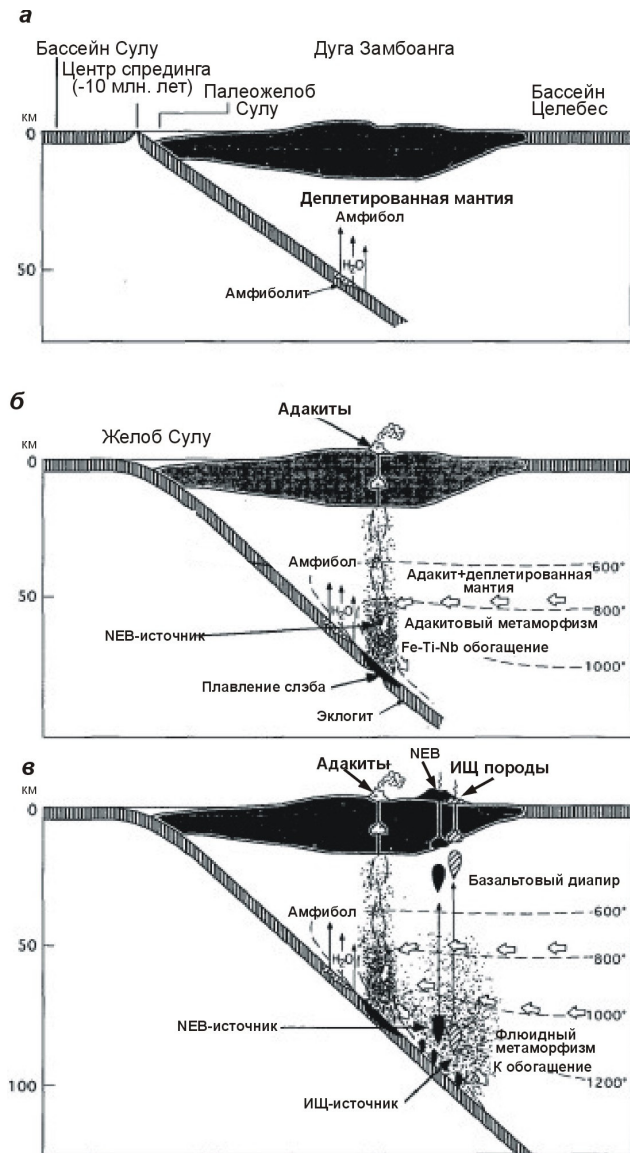 а
Бассейн Сулу
Дуга Замбоанга
Центр спрединга
(-10 млн. лет)
Палеожелоб
Сулу
Бассейн
Целебес
км
0
Деплетированная мантия
Амфибол
H₂O
50
Амфиболит
б
Адакиты
Желоб Сулу
км
0
Амфибол
600°
Адакит+деплетированная
мантия
50
H₂O
800°
NEB-источник
Адакитовый метаморфизм
Fe-Ti-Nb обогащение
1000°
Плавление слэба
Эклогит
в
NEB
Адакиты
ИЩ породы
км
0
Базальтовый диапир
Амфибол
600°
50
H₂O
800°
1000°
NEB-источник
Флюидный
метаморфизм
К обогащение
1200°
100
ИЩ-источник